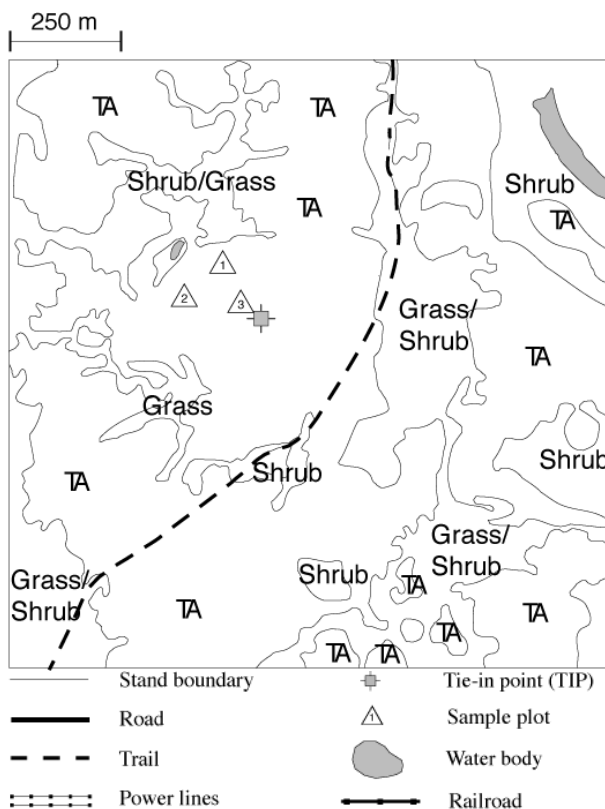 250 m
TA
TA
Shrub/Grass
Shrub
TA
TA
1
2
3
Grass/
Shrub
TA
Grass
Shrub
Shrub
TA
Grass/
Shrub
Grass/
Shrub
Shrub
TA
TA
TA
TA
TA
TA
Stand boundary
Tie-in point (TIP)
Road
1
Sample plot
Trail
Water body
Power lines
Railroad